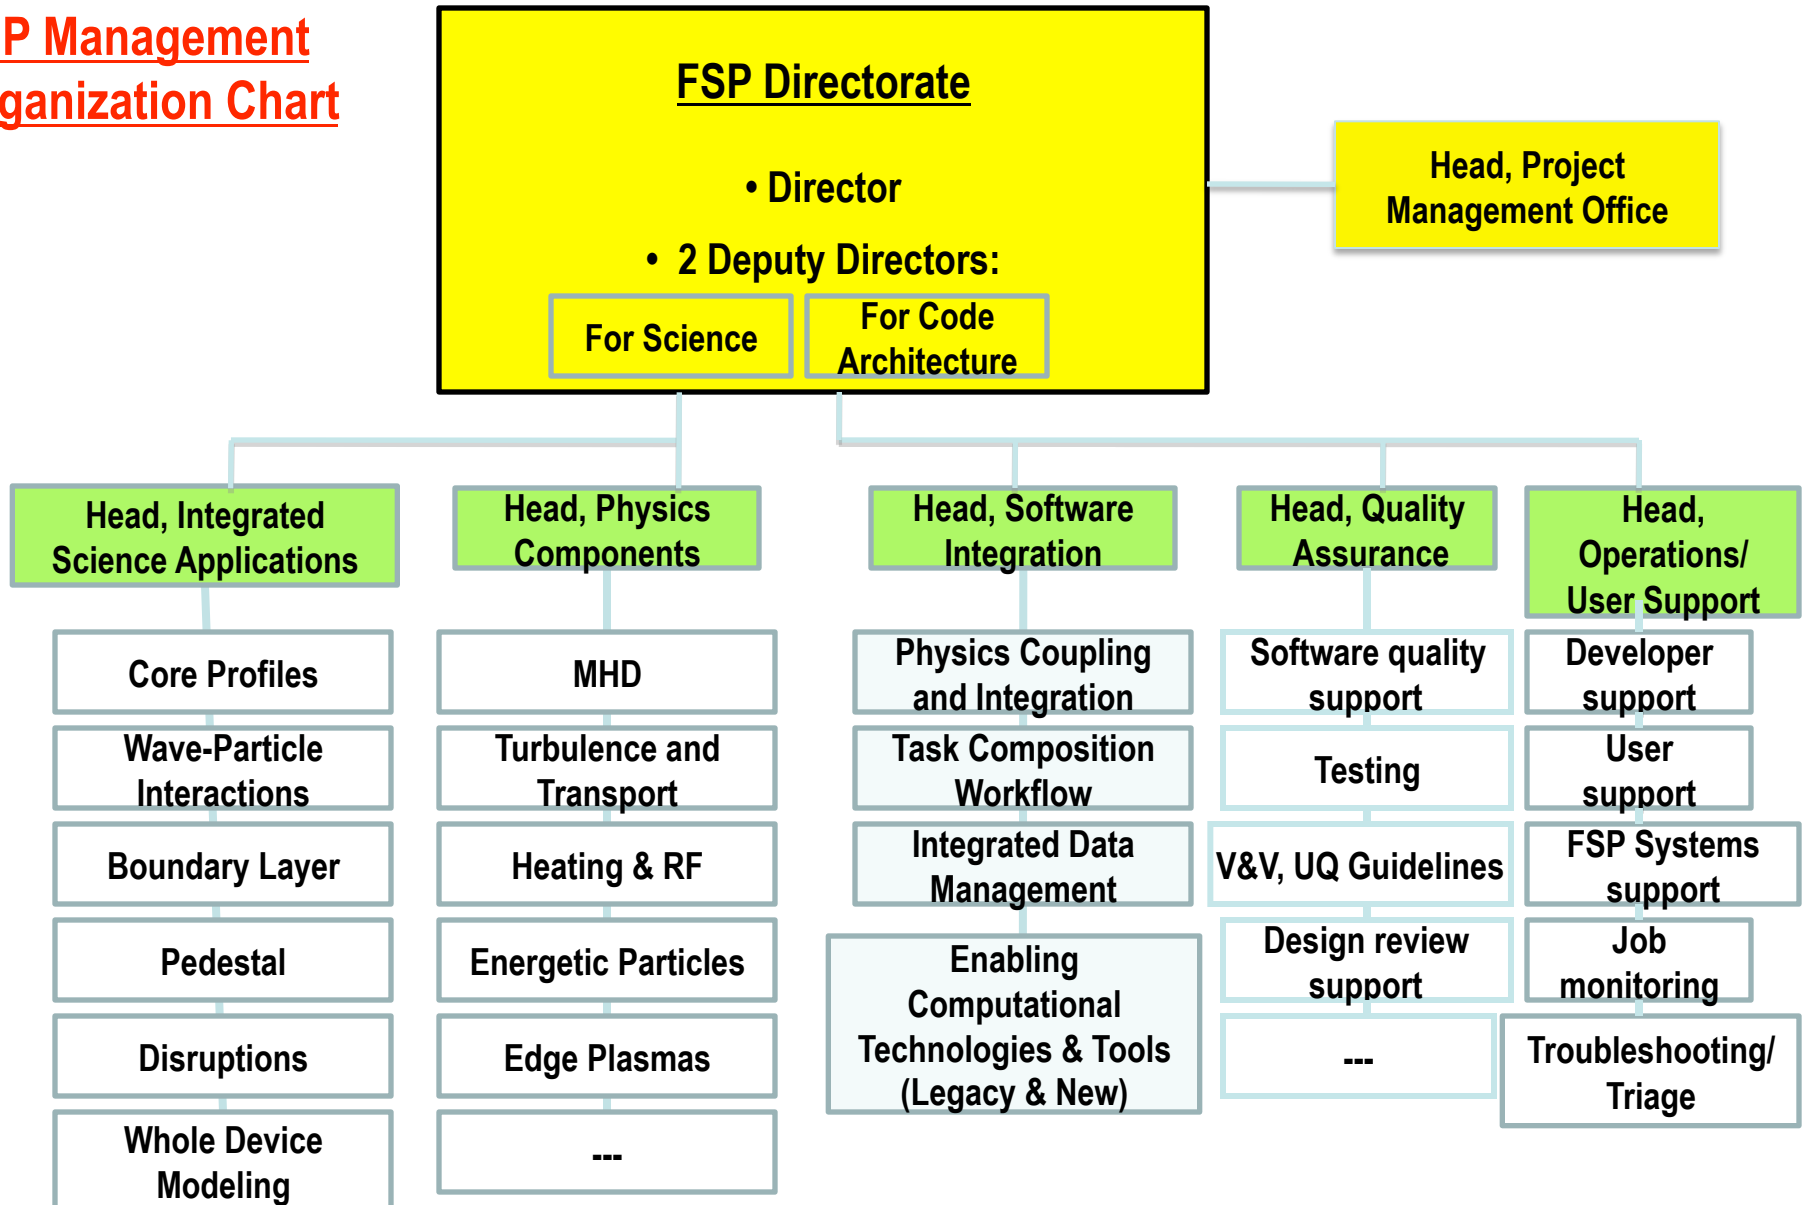 P Management
ganization Chart
FSP Directorate
• Director
• 2 Deputy Directors:
For Science
For Code
Architecture
Head, Project
Management Office
Head, Integrated
Science Applications
Core Profiles
Wave-Particle
Interactions
Boundary Layer
Pedestal
Disruptions
Whole Device
Modeling
Head, Physics
Components
MHD
Turbulence and
Transport
Heating & RF
Energetic Particles
Edge Plasmas
---
Head, Software
Integration
Physics Coupling
and Integration
Task Composition
Workflow
Integrated Data
Management
Enabling
Computational
Technologies & Tools
(Legacy & New)
Head, Quality
Assurance
Software quality
support
Testing
V&V, UQ Guidelines
Design review
support
---
Head,
Operations/
User Support
Developer
support
User
support
FSP Systems
support
Job
monitoring
Troubleshooting/
Triage